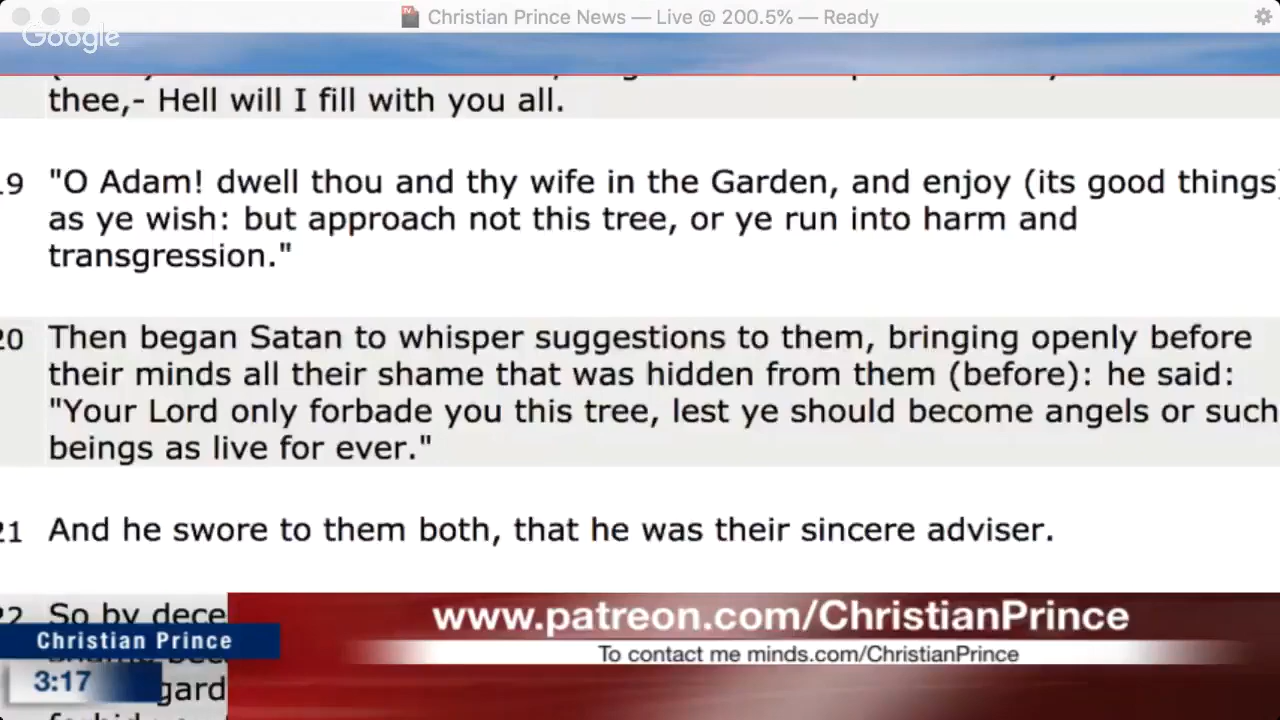 Christian Prince News — Live @ 200.5% — Ready
Google
thee,- Hell will I fill with you all.
19 "O Adam! dwell thou and thy wife in the Garden, and enjoy (its good things)
as ye wish: but approach not this tree, or ye run into harm and
transgression."
20 Then began Satan to whisper suggestions to them, bringing openly before
their minds all their shame that was hidden from them (before): he said:
"Your Lord only forbade you this tree, lest ye should become angels or such
beings as live for ever."
21 And he swore to them both, that he was their sincere adviser.
22 So by dece
www.patreon.com/ChristianPrince
Christian Prince
To contact me minds.com/ChristianPrince
3:17
gard